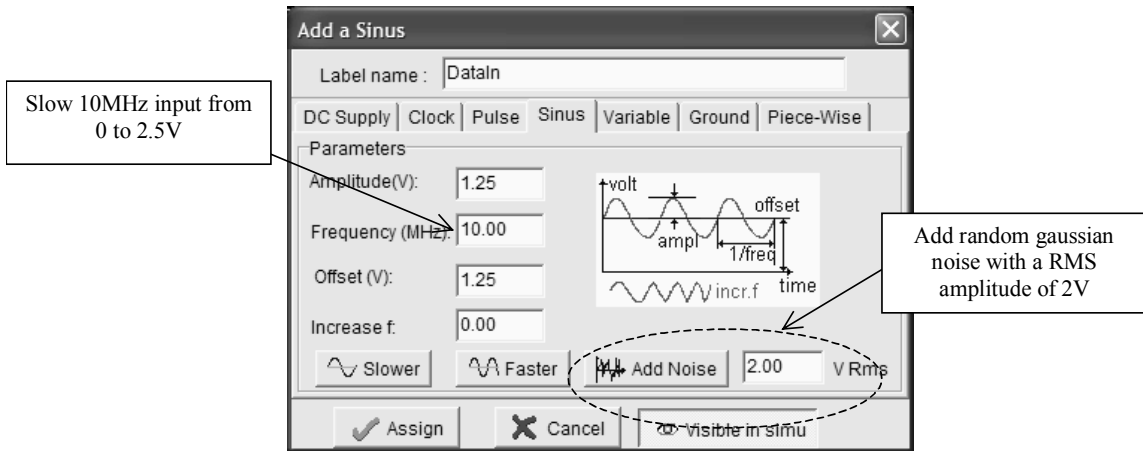 Add a Sinus
Label name : DataIn
Slow 10MHz input from
0 to 2.5V
DC Supply Clock Pulse Sinus Variable Ground Piece-Wise
Parameters
Amplitude(V): 1.25
Frequency (MHz): 10.00
Offset (V): 1.25
Increase f: 0.00
volt
offset
ampl
1/freq
time
incr.f
Add random gaussian
noise with a RMS
amplitude of 2V
Slower Faster Add Noise 2.00 V Rms
Assign Cancel Visible in simu